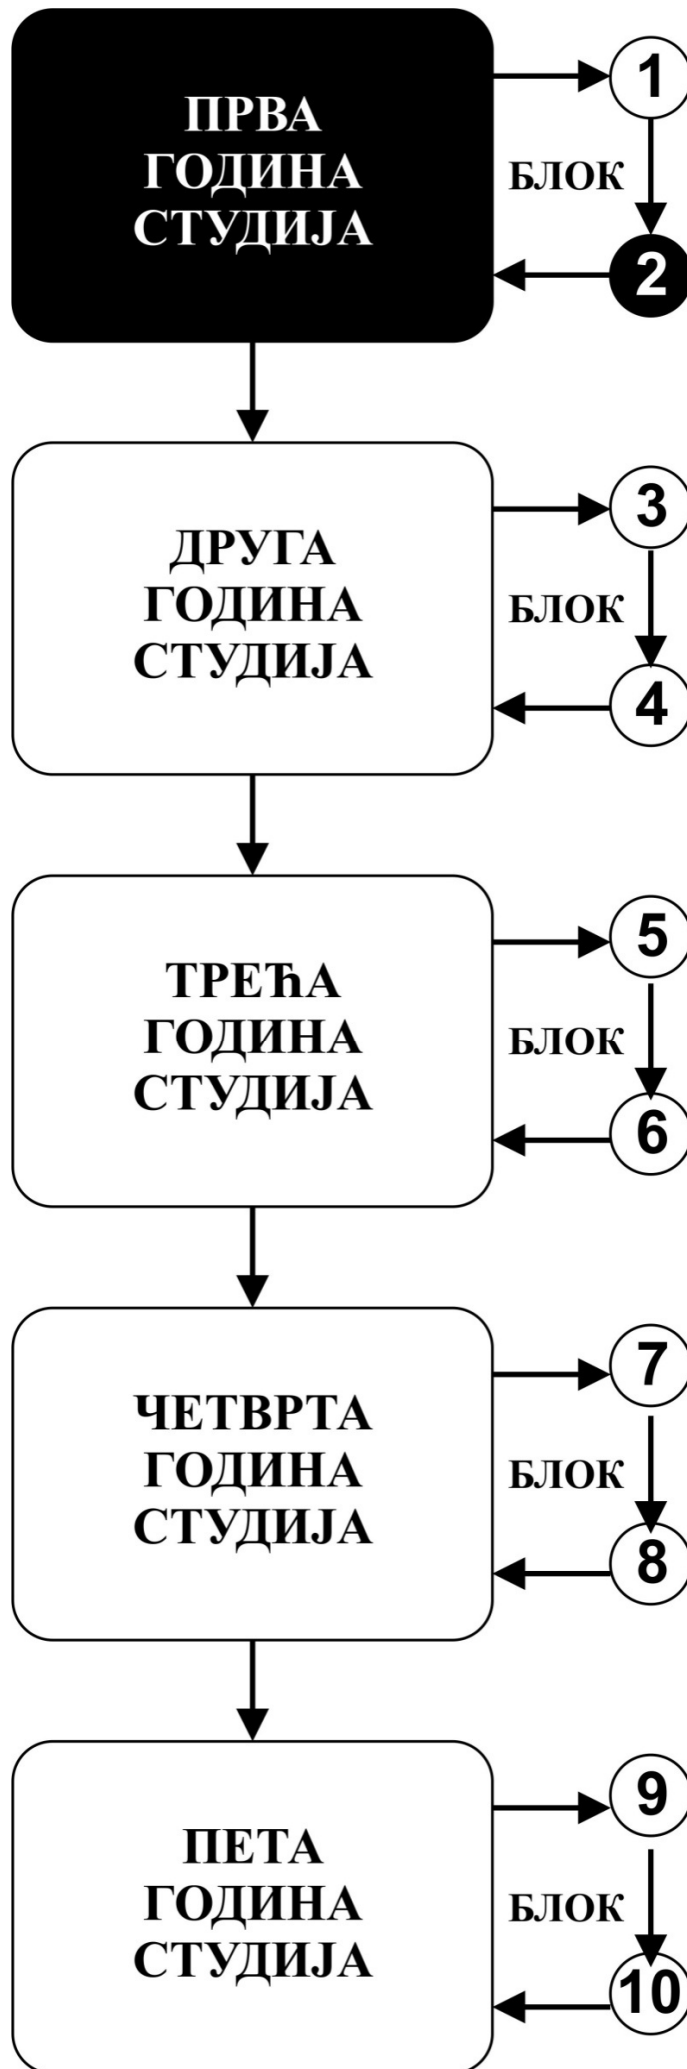 ПРВА
ГОДИНА
СТУДИЈА
1
БЛОК
2
ДРУГА
ГОДИНА
СТУДИЈА
3
БЛОК
4
ТРЕЋА
ГОДИНА
СТУДИЈА
5
БЛОК
6
ЧЕТВРТА
ГОДИНА
СТУДИЈА
7
БЛОК
8
ПЕТА
ГОДИНА
СТУДИЈА
9
БЛОК
10